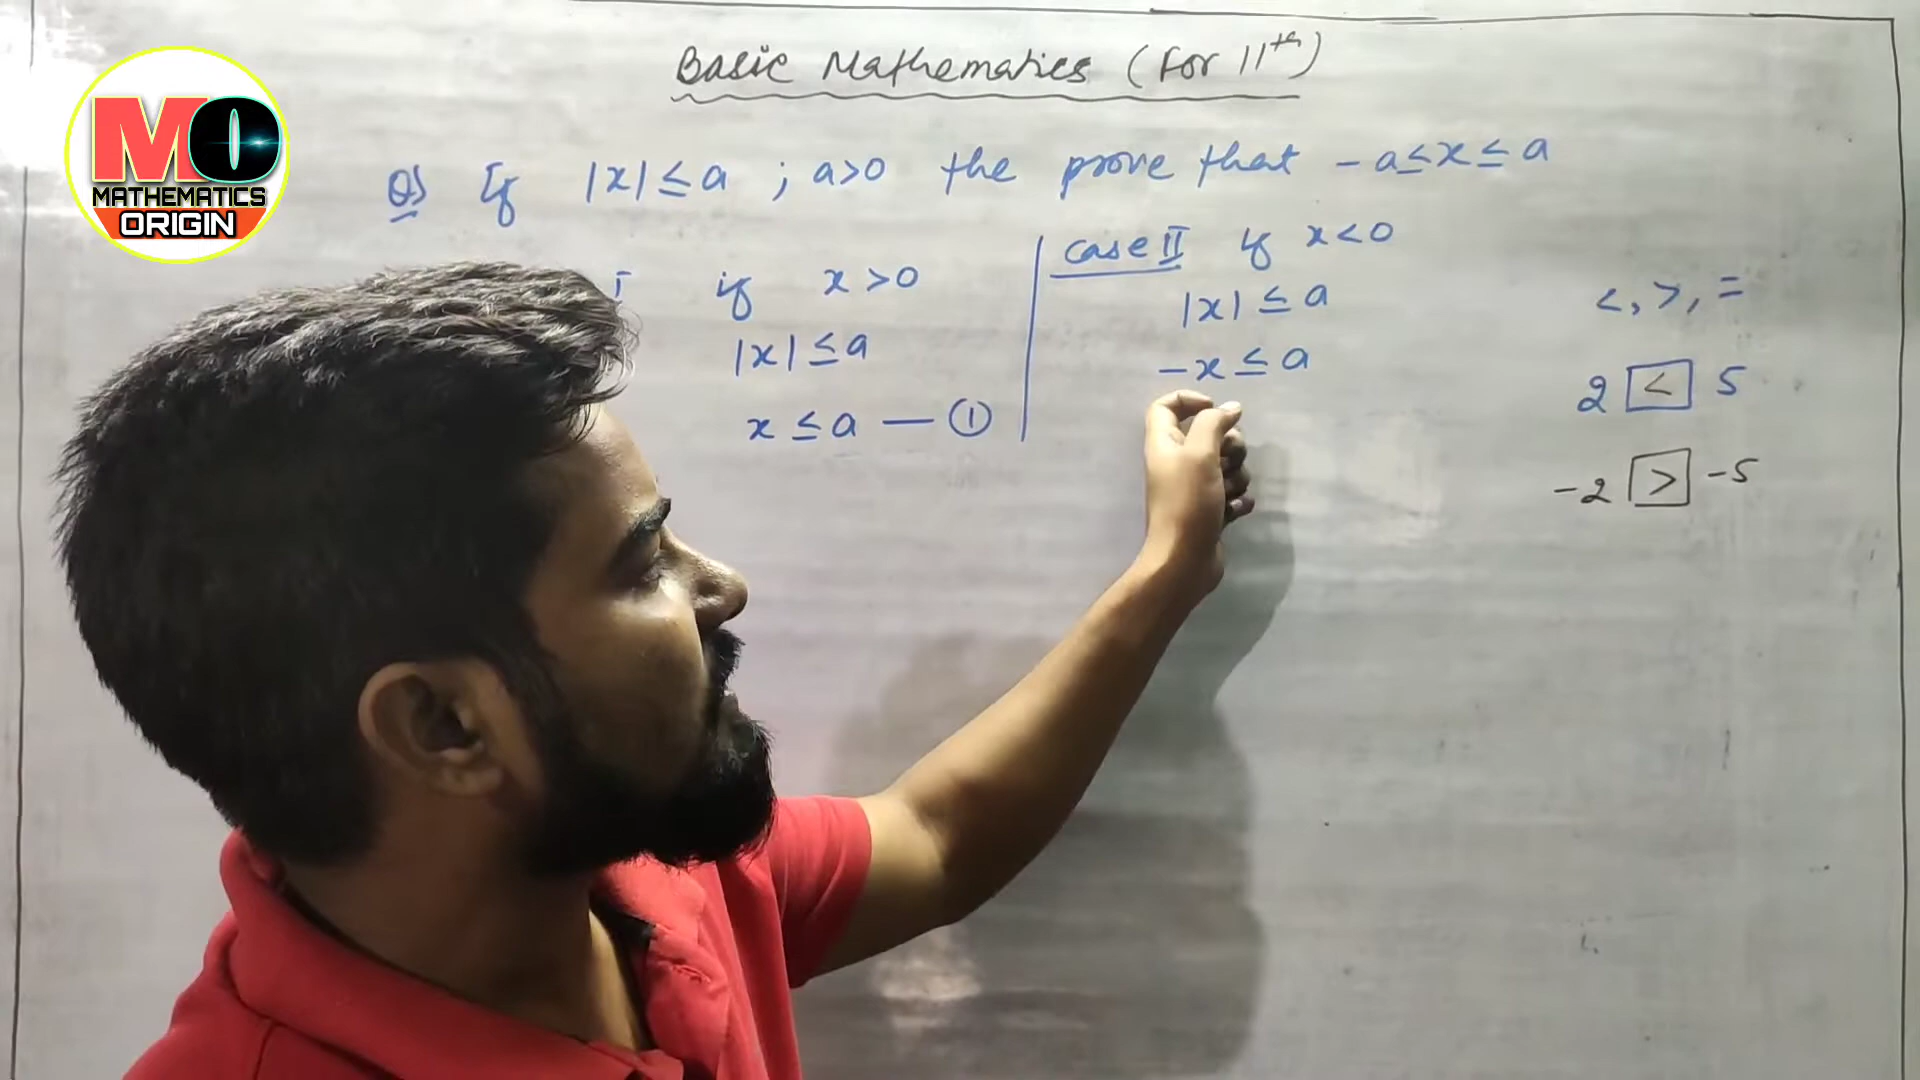 MO
MATHEMATICS
ORIGIN
Basic Mathematics (For 11th)
Q) If |x|≤a ; a>0 the prove that -a≤x≤a
I if x>0
|x|≤a
x≤a — ①
Case II if x<0
|x|≤a
-x≤a
<, >, =
2 < 5
-2 > -5